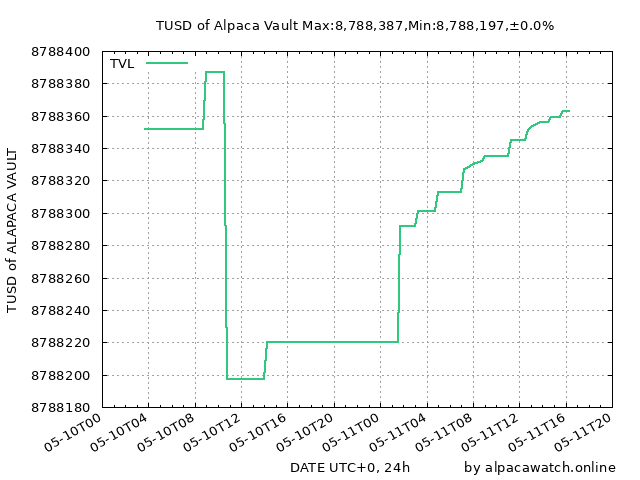 TUSD of Alpaca Vault Max:8,788,387,Min:8,788,197,±0.0%
TVL
8788400
8788380
8788360
8788340
8788320
8788300
8788280
8788260
8788240
8788220
8788200
8788180
TUSD of ALAPACA VAULT
05-10T00
05-10T04
05-10T08
05-10T12
05-10T16
05-10T20
05-11T00
05-11T04
05-11T08
05-11T12
05-11T16
05-11T20
DATE UTC+0, 24h
by alpacawatch.online